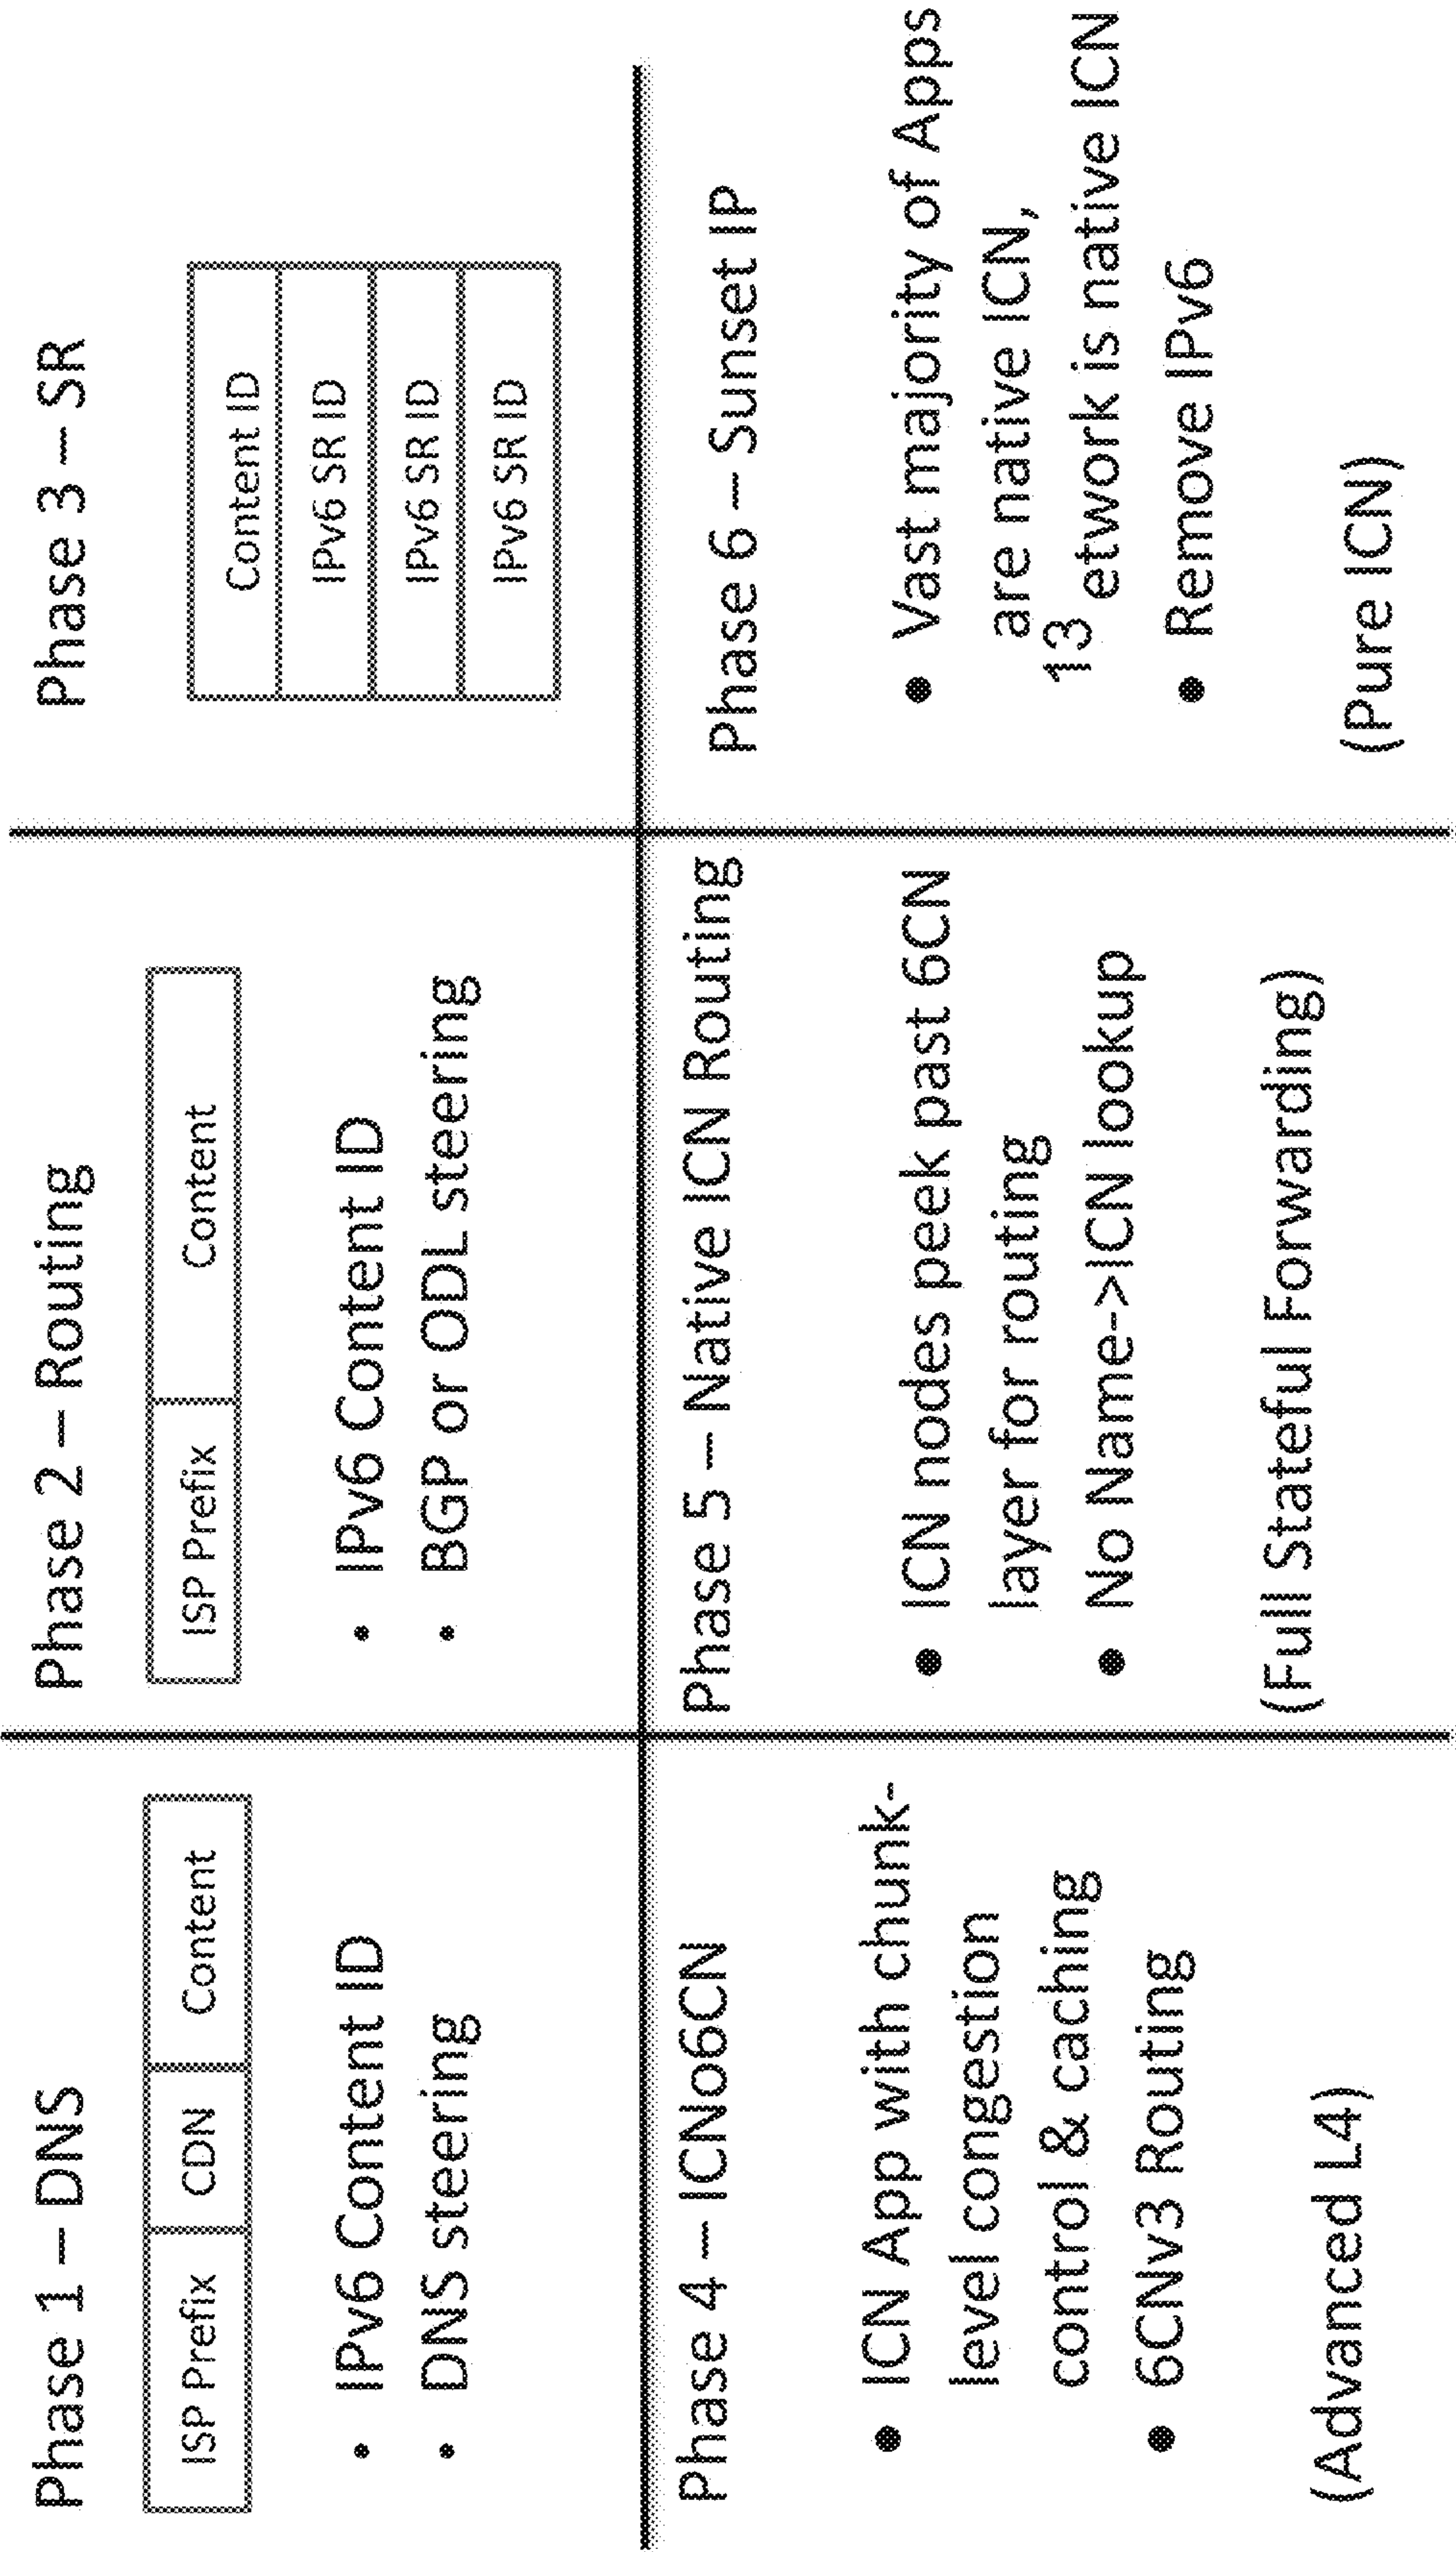 Phase 1 – DNS
ISP Prefix CDN Content
• IPv6 Content ID
• DNS steering
Phase 2 – Routing
ISP Prefix Content
• IPv6 Content ID
• BGP or ODL steering
Phase 3 – SR
Content ID
IPv6 SR ID
IPv6 SR ID
IPv6 SR ID
Phase 4 – ICNo6CN
• ICN App with chunk-
level congestion
control & caching
• 6CNv3 Routing
(Advanced L4)
Phase 5 – Native ICN Routing
• ICN nodes peek past 6CN
layer for routing
• No Name->ICN lookup
(Full Stateful Forwarding)
Phase 6 – Sunset IP
• Vast majority of Apps
are native ICN,
13 etwork is native ICN
• Remove IPv6
(Pure ICN)